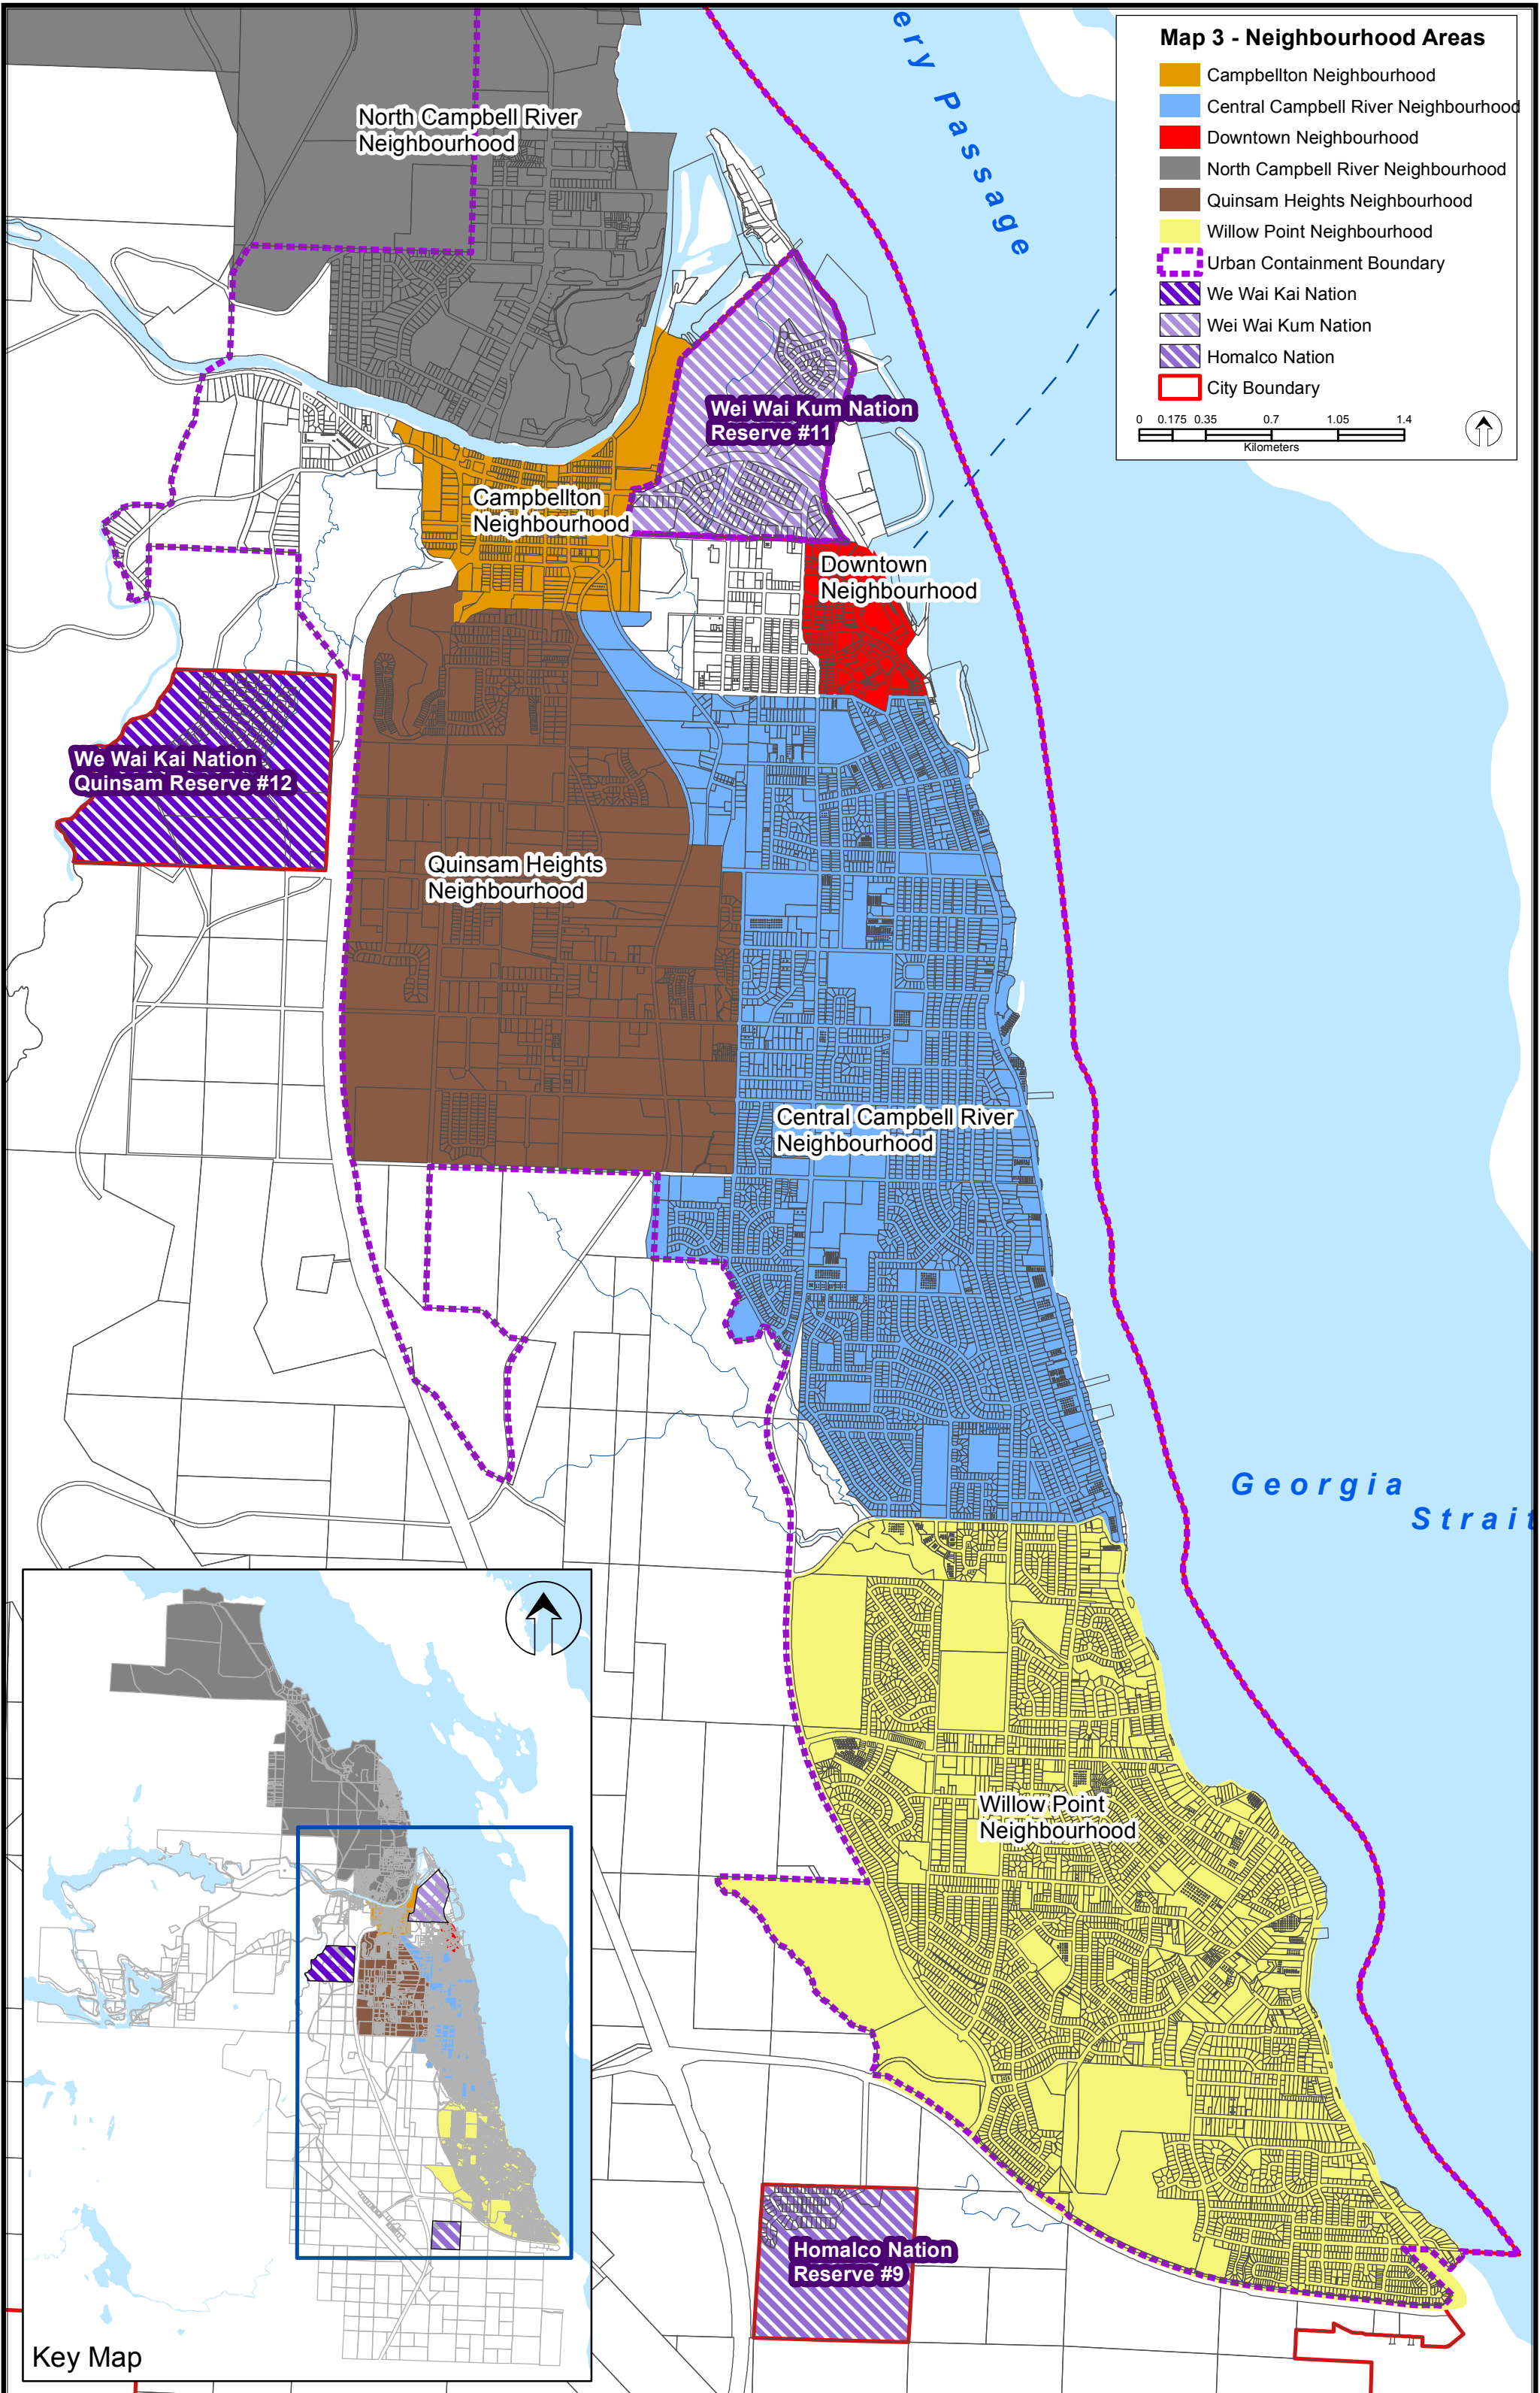 Map 3 - Neighbourhood Areas
Campbellton Neighbourhood
Central Campbell River Neighbourhood
Downtown Neighbourhood
North Campbell River Neighbourhood
Quinsam Heights Neighbourhood
Willow Point Neighbourhood
Urban Containment Boundary
We Wai Kai Nation
Wei Wai Kum Nation
Homalco Nation
City Boundary
0 0.175 0.35 0.7 1.05 1.4
Kilometers
ery Passage
North Campbell River
Neighbourhood
Wei Wai Kum Nation
Reserve #11
Campbellton
Neighbourhood
Downtown
Neighbourhood
We Wai Kai Nation
Quinsam Reserve #12
Quinsam Heights
Neighbourhood
Central Campbell River
Neighbourhood
Georgia
Strait
Willow Point
Neighbourhood
Homalco Nation
Reserve #9
Key Map